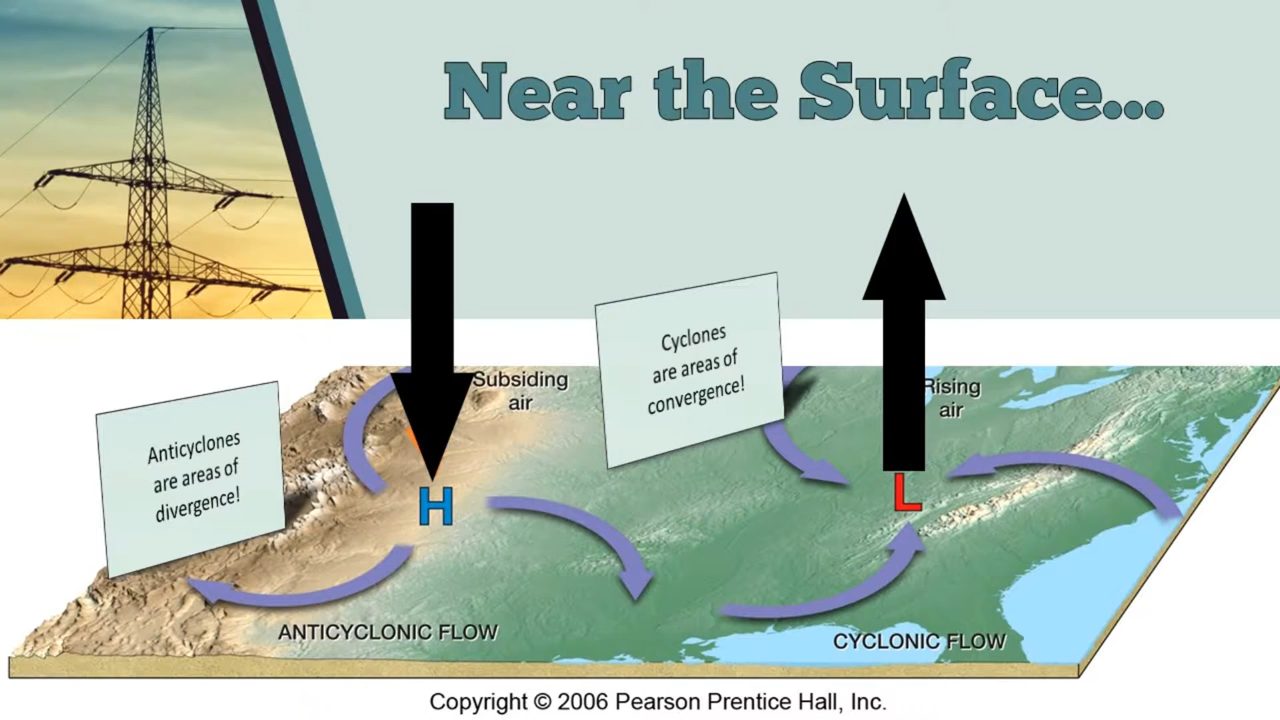 Near the Surface...
Subsiding
air
Cyclones
are areas of
convergence!
Rising
air
Anticyclones
are areas of
divergence!
H
L
ANTICYCLONIC FLOW
CYCLONIC FLOW
Copyright © 2006 Pearson Prentice Hall, Inc.